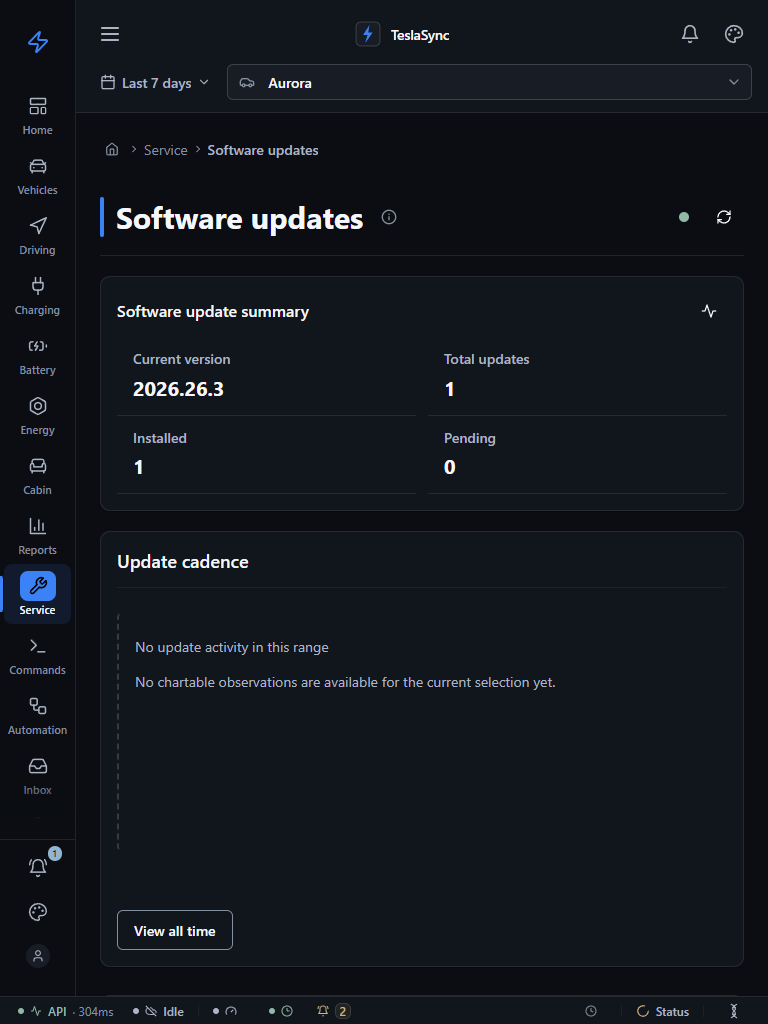 TeslaSync
Last 7 days
Aurora
Home
Vehicles
Driving
Charging
Battery
Energy
Cabin
Reports
Service
Commands
Automation
Inbox
1
Service
Software updates
Software updates
Software update summary
Current version
2026.26.3
Total updates
1
Installed
1
Pending
0
Update cadence
No update activity in this range
No chartable observations are available for the current selection yet.
View all time
API · 304ms
Idle
2
Status